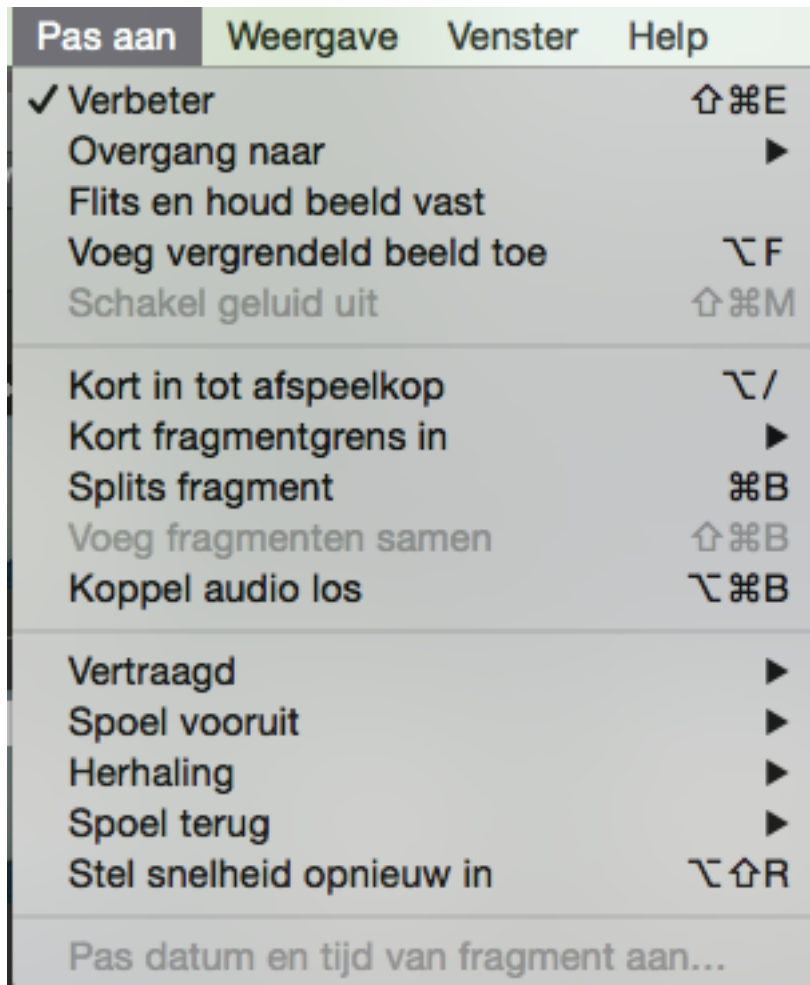 Pas aan Weergave Venster Help
✓ Verbeter ⇧⌘E
Overgang naar ▶
Flits en houd beeld vast
Voeg vergrendeld beeld toe ⌥F
Schakel geluid uit ⇧⌘M
Kort in tot afspeelkop ⌥/
Kort fragmentgrens in ▶
Splits fragment ⌘B
Voeg fragmenten samen ⇧⌘B
Koppel audio los ⌥⌘B
Vertraagd ▶
Spoel vooruit ▶
Herhaling ▶
Spoel terug ▶
Stel snelheid opnieuw in ⌥⇧R
Pas datum en tijd van fragment aan...